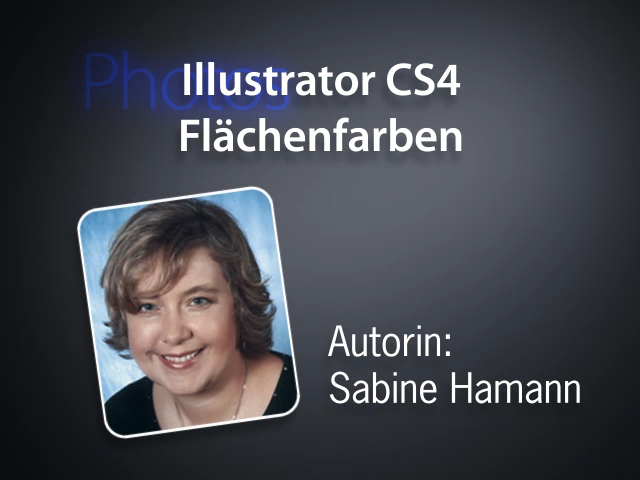 Photos
Illustrator CS4
Flächenfarben
Autorin:
Sabine Hamann